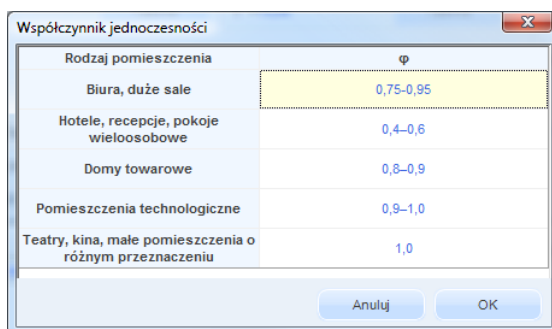 Współczynnik jednoczesności
Rodzaj pomieszczenia φ
Biura, duże sale 0,75-0,95
Hotele, recepcje, pokoje
wieloosobowe 0,4–0,6
Domy towarowe 0,8–0,9
Pomieszczenia technologiczne 0,9–1,0
Teatry, kina, małe pomieszczenia o
różnym przeznaczeniu 1,0
Anuluj OK